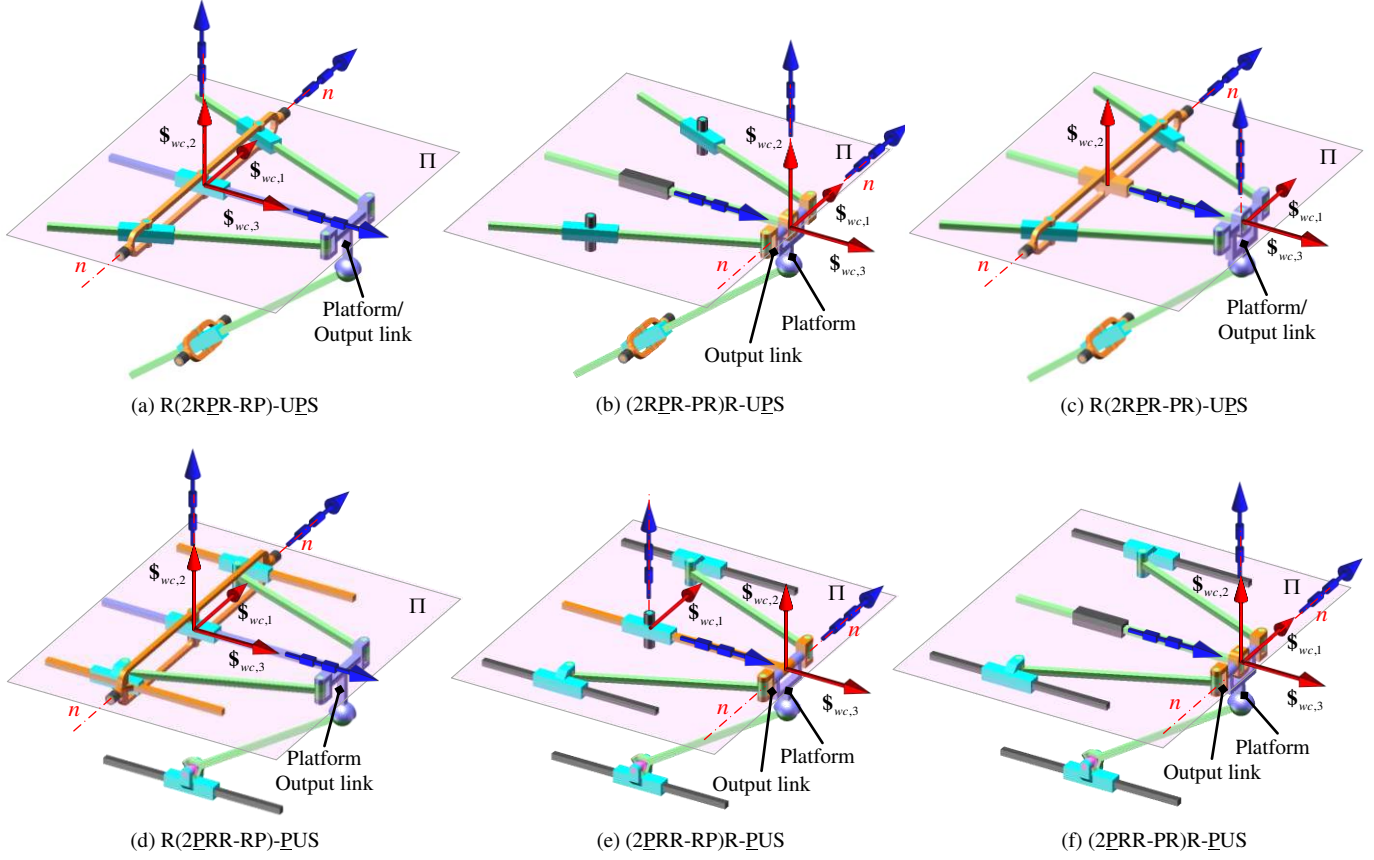 n
$wc,2
$wc,1
$wc,3
Π
n
Platform/
Output link
(a) R(2RPR-RP)-UPS
$wc,2
Π
n
$wc,1
$wc,3
n
Platform
Output link
(b) (2RPR-PR)R-UPS
n
$wc,2
Π
$wc,1
$wc,3
n
Platform/
Output link
(c) R(2RPR-PR)-UPS
n
$wc,2
Π
$wc,1
$wc,3
n
Platform
Output link
(d) R(2PRR-RP)-PUS
$wc,2
Π
$wc,1
n
$wc,3
n
Platform
Output link
(e) (2PRR-RP)R-PUS
$wc,2
Π
n
$wc,1
$wc,3
n
Platform
Output link
(f) (2PRR-PR)R-PUS